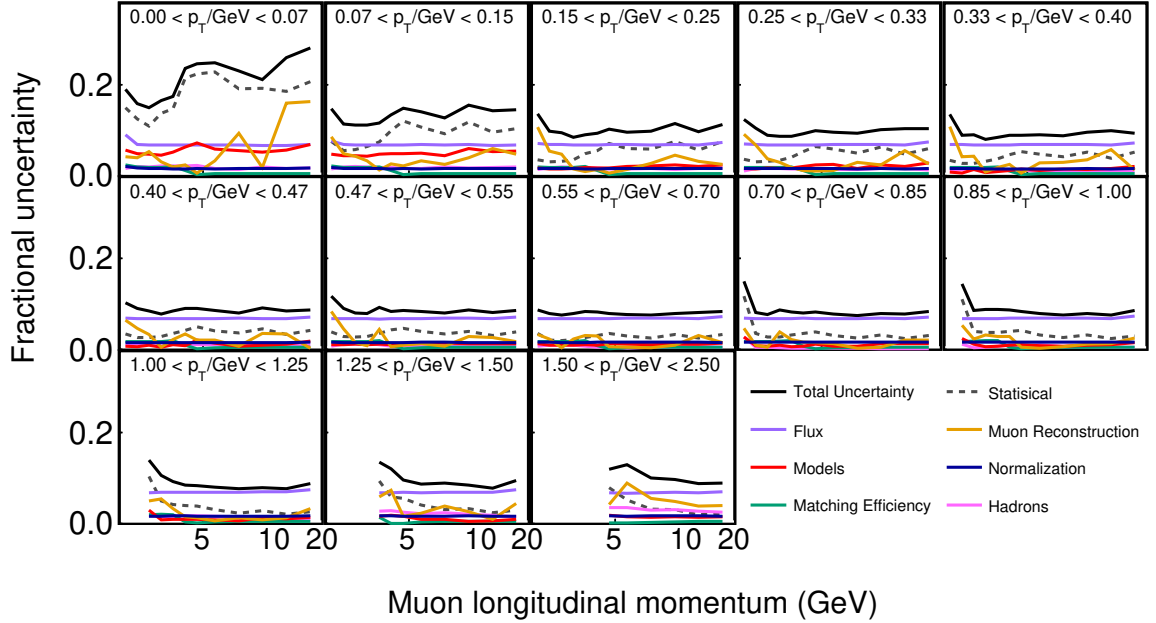 0.00 < p_T/GeV < 0.07
0.07 < p_T/GeV < 0.15
0.15 < p_T/GeV < 0.25
0.25 < p_T/GeV < 0.33
0.33 < p_T/GeV < 0.40
0.2
0.0
0.40 < p_T/GeV < 0.47
0.47 < p_T/GeV < 0.55
0.55 < p_T/GeV < 0.70
0.70 < p_T/GeV < 0.85
0.85 < p_T/GeV < 1.00
0.2
0.0
1.00 < p_T/GeV < 1.25
1.25 < p_T/GeV < 1.50
1.50 < p_T/GeV < 2.50
0.2
0.0
5 10 20
5 10 20
5 10 20
Fractional uncertainty
Muon longitudinal momentum (GeV)
Total Uncertainty
Statisical
Flux
Muon Reconstruction
Models
Normalization
Matching Efficiency
Hadrons